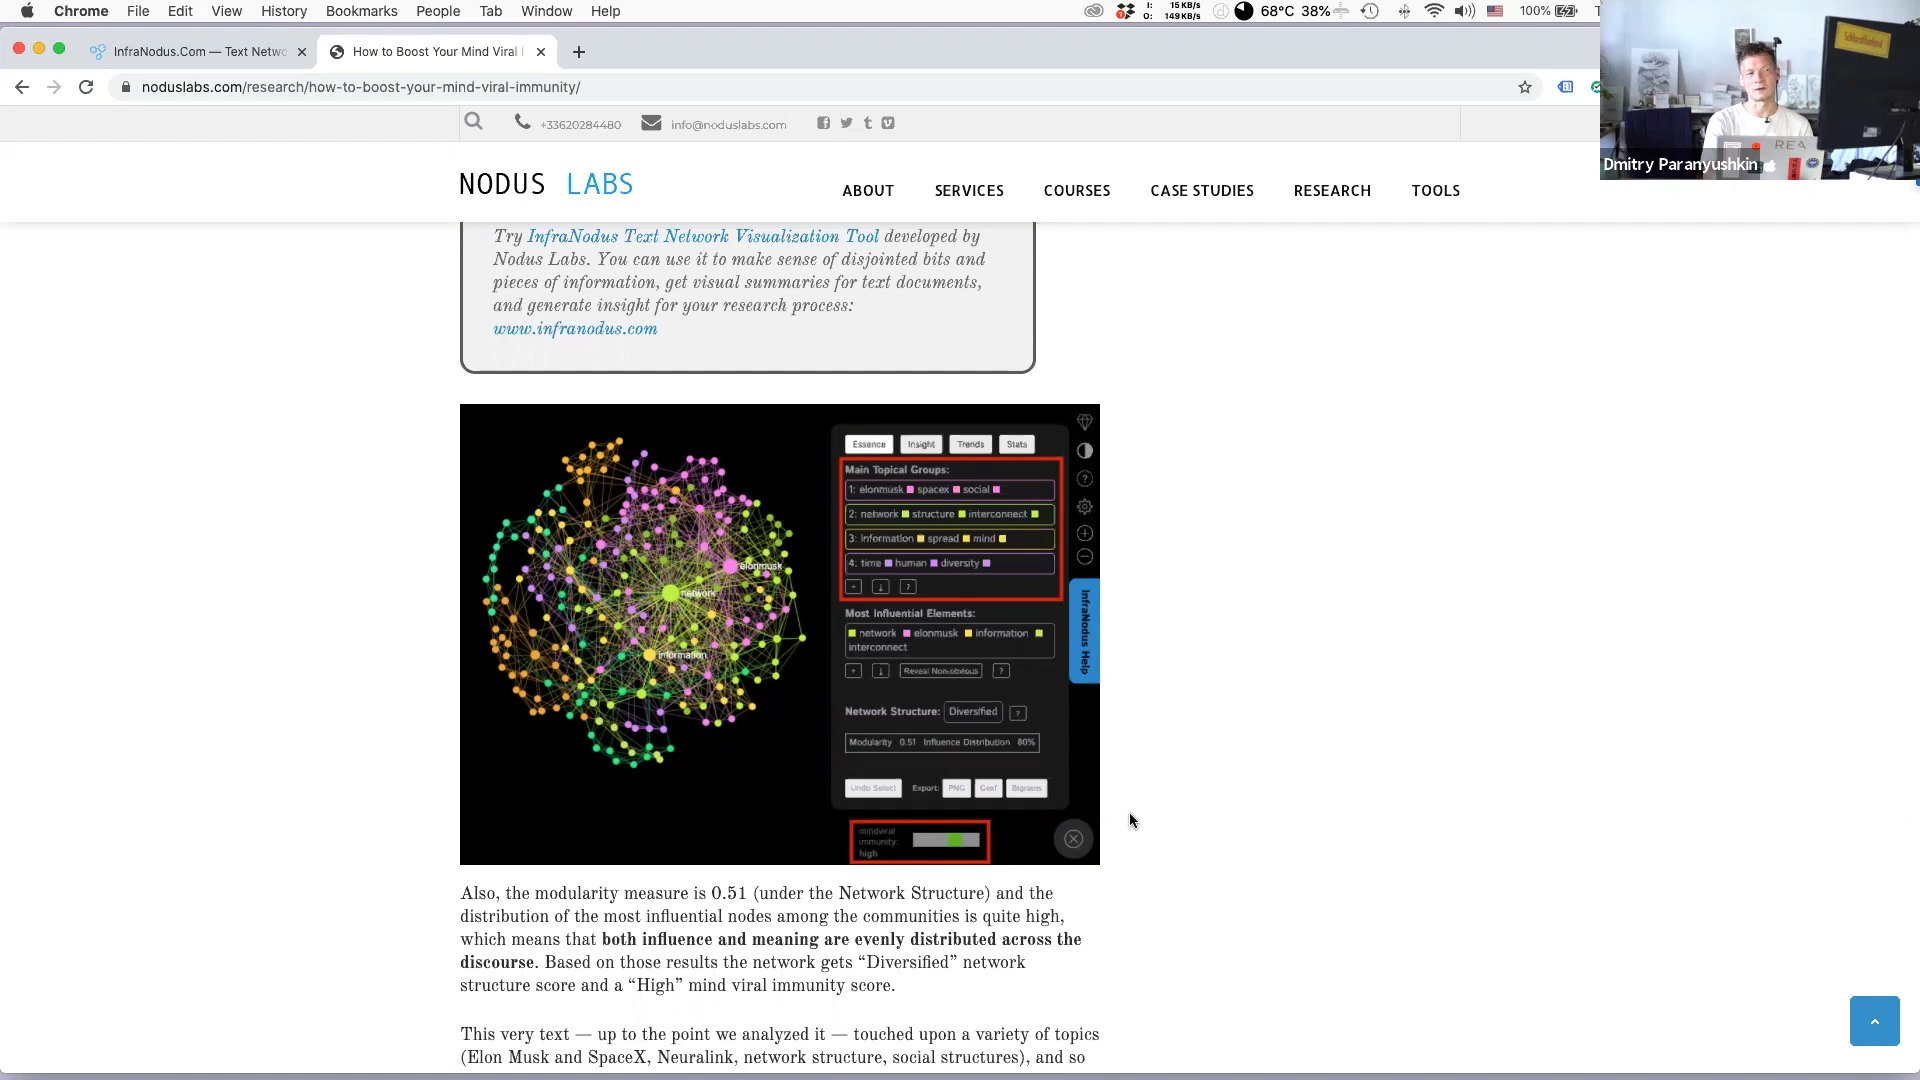 Chrome File Edit View History Bookmarks People Tab Window Help
I: 15 KB/s
O: 149 KB/s
68°C 38%
100%
InfraNodus.Com — Text Netwo
How to Boost Your Mind Viral I
noduslabs.com/research/how-to-boost-your-mind-viral-immunity/
Schlaraffenland
REA
Dmitry Paranyushkin
+33620284480 info@noduslabs.com
NODUS LABS
ABOUT SERVICES COURSES CASE STUDIES RESEARCH TOOLS
Try InfraNodus Text Network Visualization Tool developed by
Nodus Labs. You can use it to make sense of disjointed bits and
pieces of information, get visual summaries for text documents,
and generate insight for your research process:
www.infranodus.com
elonmusk
network
information
Essence Insight Trends Stats
Main Topical Groups:
1: elonmusk spacex social
2: network structure interconnect
3: information spread mind
4: time human diversity
+ ↓ ?
Most Influential Elements:
network elonmusk information
interconnect
+ ↓ Reveal Non-obvious ?
Network Structure: Diversified ?
Modularity 0.51 Influence Distribution 80%
Undo Select Export: PNG Gexf Bigrams
InfraNodus Help
mindviral
immunity:
high
Also, the modularity measure is 0.51 (under the Network Structure) and the
distribution of the most influential nodes among the communities is quite high,
which means that both influence and meaning are evenly distributed across the
discourse. Based on those results the network gets “Diversified” network
structure score and a “High” mind viral immunity score.
This very text — up to the point we analyzed it — touched upon a variety of topics
(Elon Musk and SpaceX, Neuralink, network structure, social structures), and so